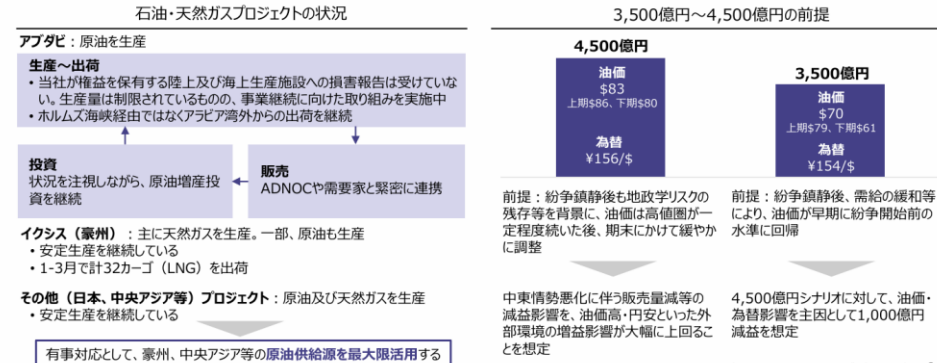 石油・天然ガスプロジェクトの状況
アブダビ：原油を生産
生産～出荷
・当社が権益を保有する陸上及び海上生産施設への損害報告は受けていな
い。生産量は制限されているものの、事業継続に向けた取り組みを実施中
・ホルムズ海峡経由ではなくアラビア湾外からの出荷を継続
投資
状況を注視しながら、原油増産投
資を継続
販売
ADNOCや需要家と緊密に連携
イクシス（豪州）：主に天然ガスを生産。一部、原油も生産
・安定生産を継続している
・1-3月で計32カーゴ（LNG）を出荷
その他（日本、中央アジア等）プロジェクト：原油及び天然ガスを生産
・安定生産を継続している
有事対応として、豪州、中央アジア等の原油供給源を最大限活用する
3,500億円～4,500億円の前提
4,500億円
油価
$83
上期$86、下期$80
為替
¥156/$
前提：紛争鎮静後も地政学リスクの
残存等を背景に、油価は高値圏が一
定程度続いた後、期末にかけて緩やか
に調整
中東情勢悪化に伴う販売量減等の
減益影響を、油価高・円安といった外
部環境の増益影響が大幅に上回るこ
とを想定
3,500億円
油価
$70
上期$79、下期$61
為替
¥154/$
前提：紛争鎮静後、需給の緩和等
により、油価が早期に紛争開始前の
水準に回帰
4,500億円シナリオに対して、油価・
為替影響を主因として1,000億円
減益を想定